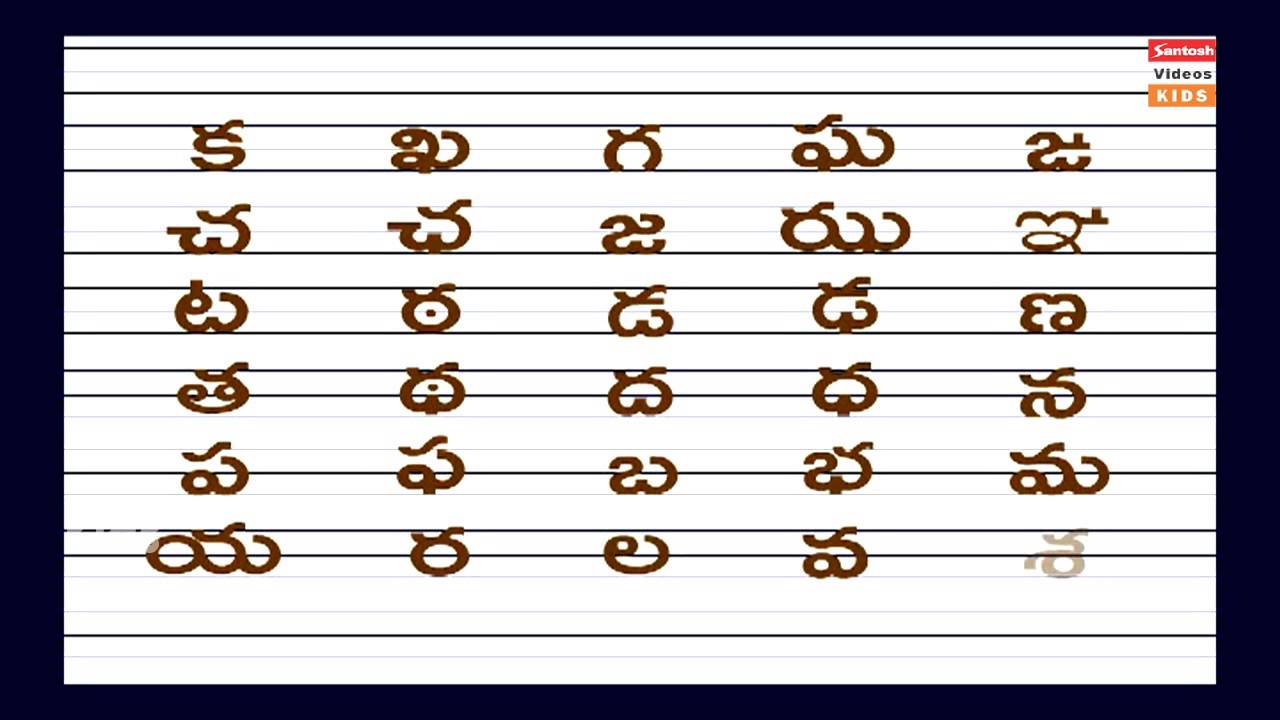 Santosh
Videos
KIDS
క ఖ గ ఘ ఙ
చ ఛ జ ఝ ఞ
ట ఠ డ ఢ ణ
త థ ద ధ న
ప ఫ బ భ మ
య ర ల వ శ